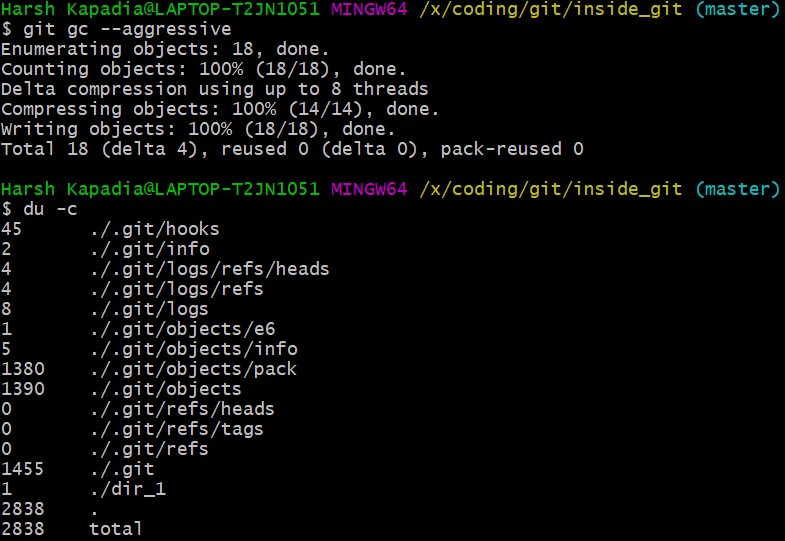 Harsh Kapadia@LAPTOP-T2JN1051 MINGW64 /x/coding/git/inside_git (master)
$ git gc --aggressive
Enumerating objects: 18, done.
Counting objects: 100% (18/18), done.
Delta compression using up to 8 threads
Compressing objects: 100% (14/14), done.
Writing objects: 100% (18/18), done.
Total 18 (delta 4), reused 0 (delta 0), pack-reused 0
Harsh Kapadia@LAPTOP-T2JN1051 MINGW64 /x/coding/git/inside_git (master)
$ du -c
45 ./.git/hooks
2 ./.git/info
4 ./.git/logs/refs/heads
4 ./.git/logs/refs
8 ./.git/logs
1 ./.git/objects/e6
5 ./.git/objects/info
1380 ./.git/objects/pack
1390 ./.git/objects
0 ./.git/refs/heads
0 ./.git/refs/tags
0 ./.git/refs
1455 ./.git
1 ./dir_1
2838 .
2838 total